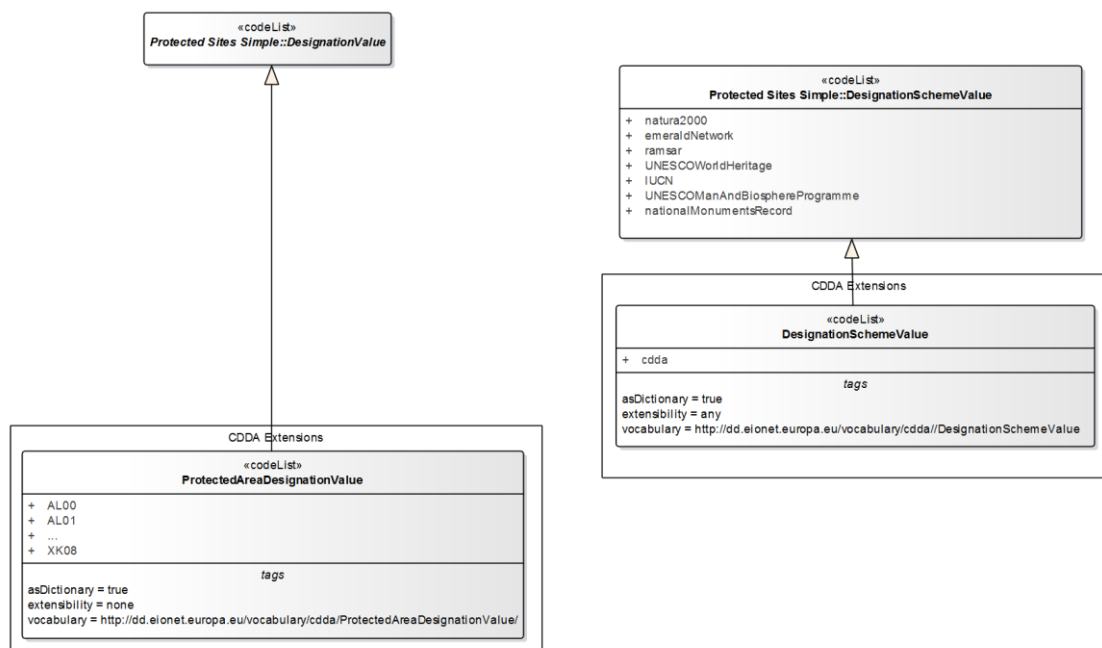 «codeList»
Protected Sites Simple::DesignationValue
«codeList»
Protected Sites Simple::DesignationSchemeValue
+ natura2000
+ emeraldNetwork
+ ramsar
+ UNESCOWorldHeritage
+ IUCN
+ UNESCOManAndBiosphereProgramme
+ nationalMonumentsRecord
CDDA Extensions
«codeList»
DesignationSchemeValue
+ cdda
tags
asDictionary = true
extensibility = any
vocabulary = http://dd.eionet.europa.eu/vocabulary/cdda//DesignationSchemeValue
CDDA Extensions
«codeList»
ProtectedAreaDesignationValue
+ AL00
+ AL01
+ ...
+ XK08
tags
asDictionary = true
extensibility = none
vocabulary = http://dd.eionet.europa.eu/vocabulary/cdda/ProtectedAreaDesignationValue/